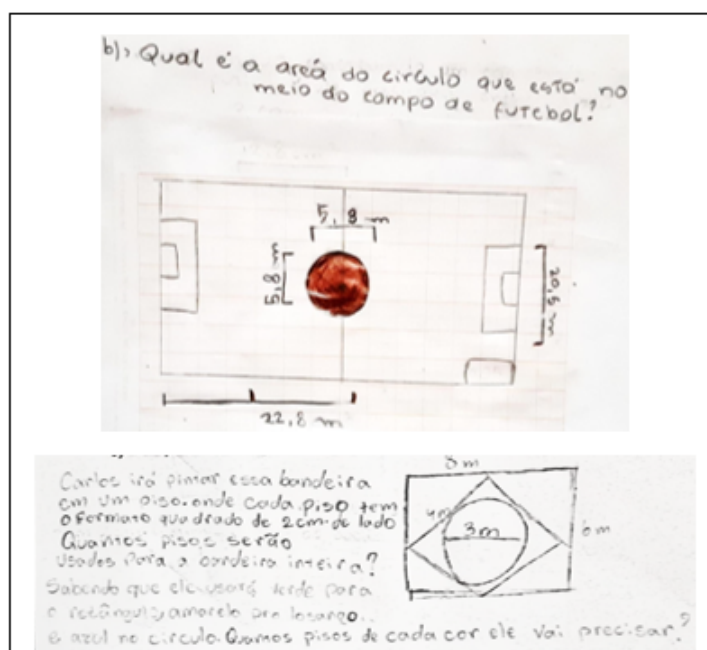 b), Qual é a área do círculo que está no
meio do campo de futebol?
5,8 m
5,8 m
20,5 m
22,8 m
Carlos irá pintar essa bandeira
em um piso. onde cada piso tem
o formato quadrado de 2cm de lado
Quantos pisos serão
usados para a bandeira inteira?
Sabendo que ele usará verde para
o retângulo, amarelo pro losango..
e azul no circulo. Quantos pisos de cada cor ele vai precisar?
8m
4m
3m
6m